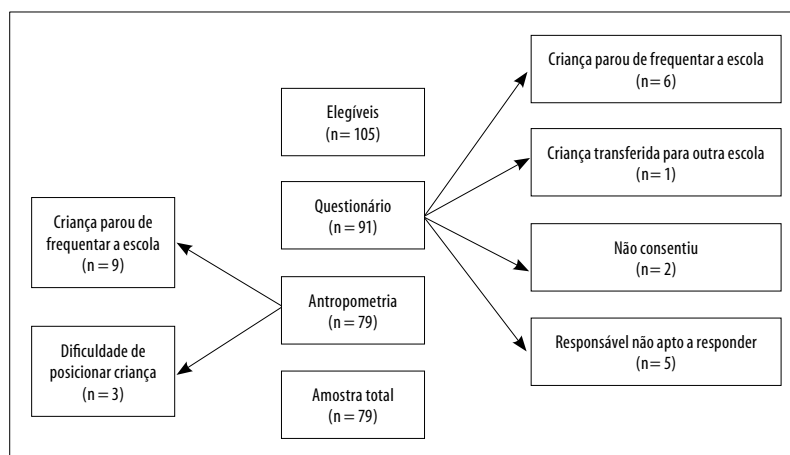 Elegíveis
(n= 105)
Questionário
(n= 91)
Antropometria
(n= 79)
Amostra total
(n= 79)
Criança parou de
frequentar a escola
(n = 9)
Dificuldade de
posicionar criança
(n = 3)
Criança parou de frequentar a escola
(n= 6)
Criança transferida para outra escola
(n= 1)
Não consentiu
(n= 2)
Responsável não apto a responder
(n= 5)